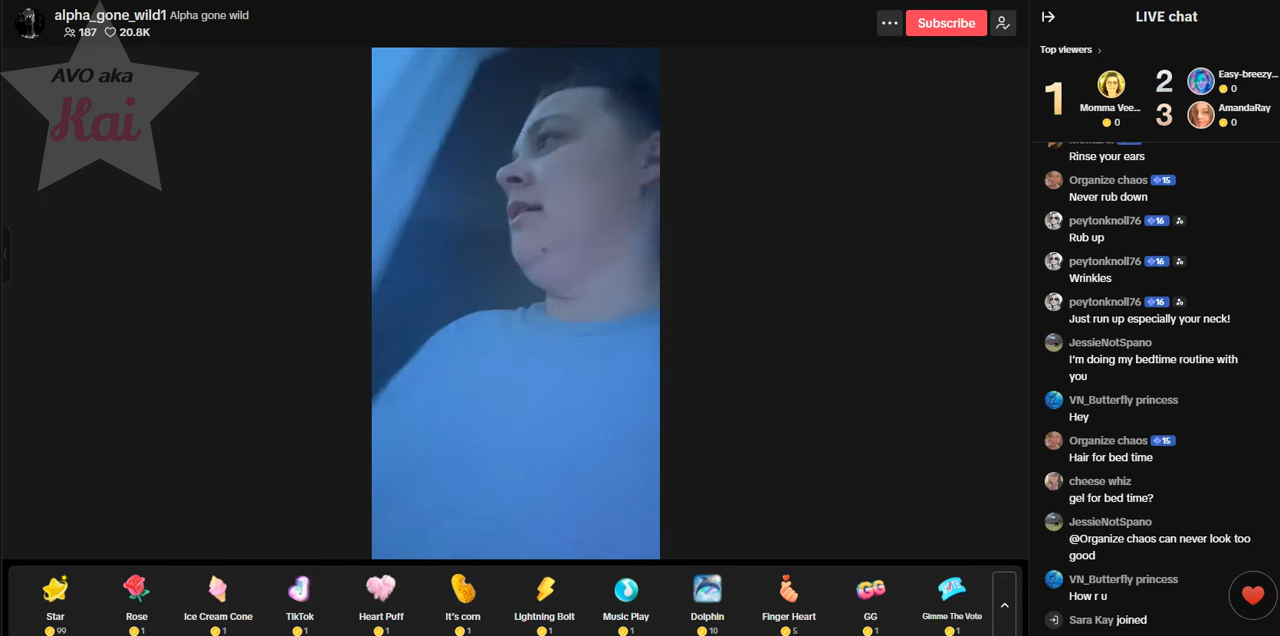 alpha_gone_wild1 Alpha gone wild
187 20.8K
Subscribe
AVO aka
Kai
LIVE chat
Top viewers
1 Momma Vee... 0
2 Easy-breezy... 0
3 AmandaRay 0
Rinse your ears
Organize chaos 15
Never rub down
peytonknoll76 16
Rub up
peytonknoll76 16
Wrinkles
peytonknoll76 16
Just run up especially your neck!
JessieNotSpano
I'm doing my bedtime routine with
you
VN_Butterfly princess
Hey
Organize chaos 15
Hair for bed time
cheese whiz
gel for bed time?
JessieNotSpano
@Organize chaos can never look too
good
VN_Butterfly princess
How r u
Sara Kay joined
Star Rose Ice Cream Cone TikTok Heart Puff It's corn Lightning Bolt Music Play Dolphin Finger Heart GG Gimme The Vote
99 1 1 1 1 1 1 1 10 5 1 1